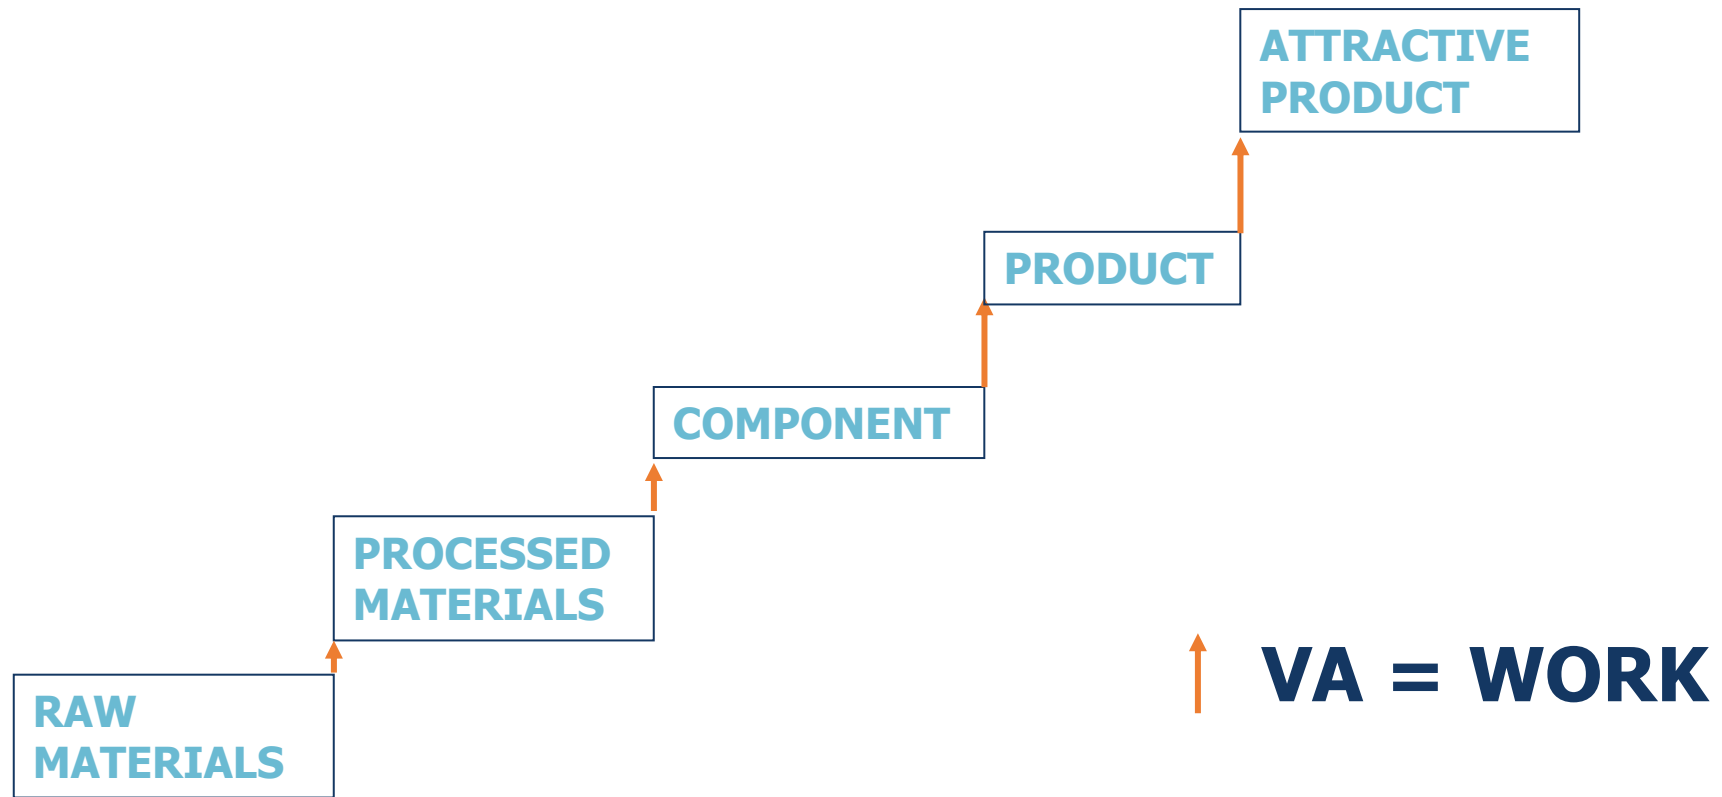 ATTRACTIVE
PRODUCT
PRODUCT
COMPONENT
PROCESSED
MATERIALS
VA = WORK
RAW
MATERIALS